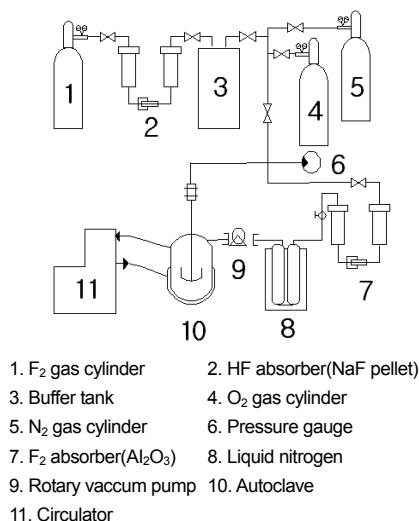 1
2
3
4
5
6
7
8
9
10
11
1. F₂ gas cylinder 2. HF absorber(NaF pellet)
3. Buffer tank 4. O₂ gas cylinder
5. N₂ gas cylinder 6. Pressure gauge
7. F₂ absorber(Al₂O₃) 8. Liquid nitrogen
9. Rotary vaccum pump 10. Autoclave
11. Circulator